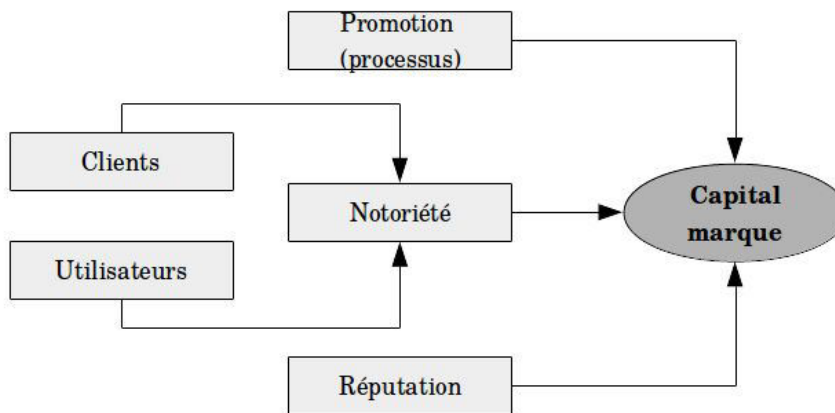 Promotion
(processus)
Clients
Notoriété
Capital
marque
Utilisateurs
Réputation